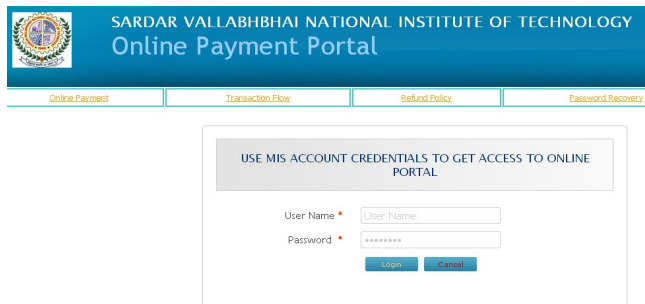 SARDAR VALLABHBHAI NATIONAL INSTITUTE OF TECHNOLOGY
Online Payment Portal
Online Payment Transaction Flow Refund Policy Password Recovery
USE MIS ACCOUNT CREDENTIALS TO GET ACCESS TO ONLINE
PORTAL
User Name * User Name
Password * ••••••••
Login Cancel